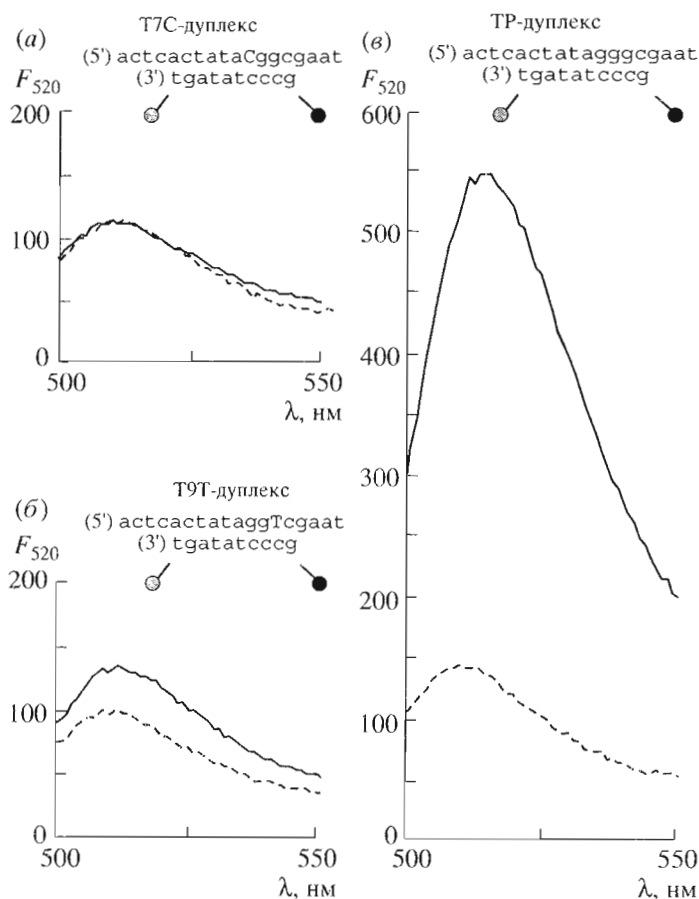 (а)
T7C-дуплекс
(5') actcactataCggcgaat
(3') tgatatcccg
F520
200
100
0
500
550
λ, нм
(б)
T9T-дуплекс
(5') actcactataggTcgaat
(3') tgatatcccg
F520
200
100
0
500
550
λ, нм
(в)
TP-дуплекс
(5') actcactatagggcgaat
(3') tgatatcccg
F520
600
500
400
300
200
100
0
500
550
λ, нм